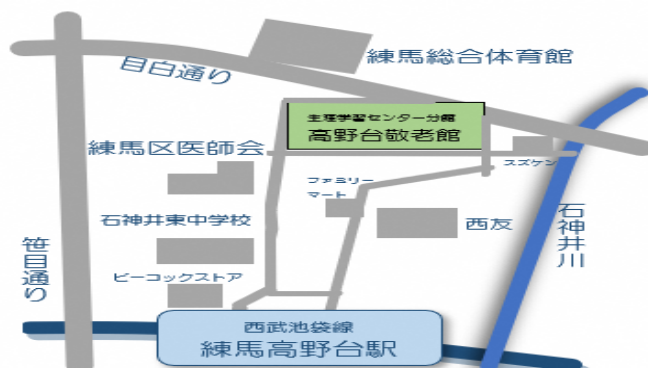 練馬総合体育館
目白通り
生涯学習センター分館
高野台敬老館
練馬区医師会
スズケン
ファミリー
マート
石神井東中学校
西友
石神井川
笹目通り
ピーコックストア
西武池袋線
練馬高野台駅